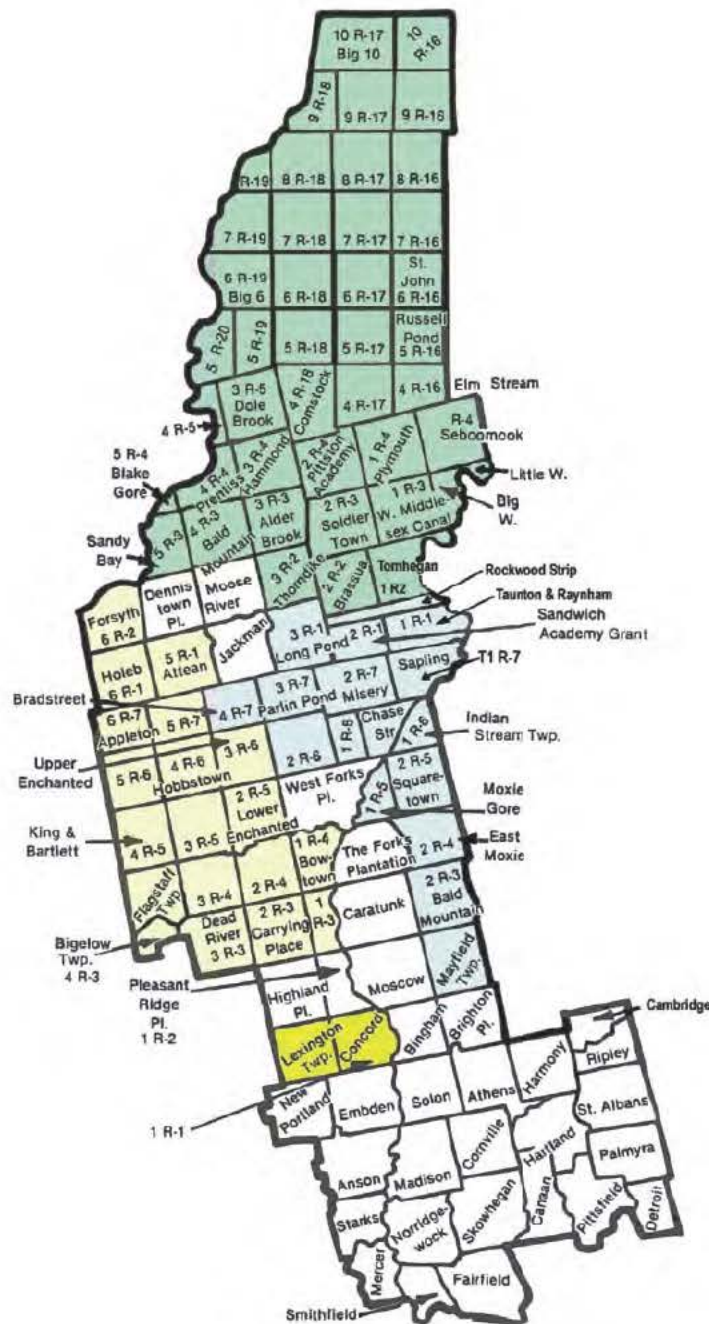 10 R-17
Big 10
10
R-16
9 R-18
9 R-17
9 R-16
R-19
8 R-18
8 R-17
8 R-16
7 R-19
7 R-18
7 R-17
7 R-16
6 R-19
Big 6
6 R-18
6 R-17
St.
John
6 R-16
5 R-20
5 R-19
5 R-18
5 R-17
Russell
Pond
5 R-16
4 R-5
3 R-5
Dole
Brook
4 R-18
Comstock
4 R-17
4 R-16
Elm Stream
R-4
Seboomook
5 R-4
Blake
Gore
4 R-4
Prentiss
3 R-4
Hammond
2 R-4
Pittston
Academy
1 R-4
Plymouth
Little W.
Big
W.
Sandy
Bay
5 R-3
4 R-3
Bald
Mountain
3 R-3
Alder
Brook
2 R-3
Soldier
Town
1 R-3
W. Middle-
sex Canal
3 R-2
Thorndike
2 R-2
Brassua
Tomhegan
1 R2
Rockwood Strip
Taunton & Raynham
Sandwich
Academy Grant
Forsyth
6 R-2
Dennis
town
Pl.
Moose
River
Jackman
3 R-1
Long Pond
2 R-1
1 R-1
Holeb
6 R-1
5 R-1
Attean
Sapling
T1 R-7
Bradstreet
6 R-7
Appleton
5 R-7
4 R-7
3 R-7
Parlin Pond
2 R-7
Misery
Chase
Str.
1 R-6
1 R-6
Indian
Stream Twp.
Upper
Enchanted
5 R-6
4 R-6
Hobbstown
3 R-6
2 R-6
West Forks
Pl.
1 R-5
2 R-5
Square-
town
Moxie
Gore
King &
Bartlett
4 R-5
3 R-5
2 R-5
Lower
Enchanted
1 R-4
Bow-
town
The Forks
Plantation
2 R-4
East
Moxie
Flagstaff
Twp.
3 R-4
2 R-4
Bigelow
Twp.
4 R-3
Dead
River
3 R-3
2 R-3
Carrying
Place
1
R-3
Caratunk
2 R-3
Bald
Mountain
Pleasant
Ridge
Pl.
1 R-2
Highland
Pl.
Moscow
Mayfield
Twp.
Lexington
Twp.
Concord
Bingham
Brighton
Pl.
Cambridge
1 R-1
New
Portland
Embden
Solon
Athens
Harmony
Ripley
St. Albans
Anson
Madison
Cornville
Hartland
Palmyra
Starks
Norridge-
wock
Skowhegan
Canaan
Pittsfield
Detroit
Mercer
Smithfield
Fairfield